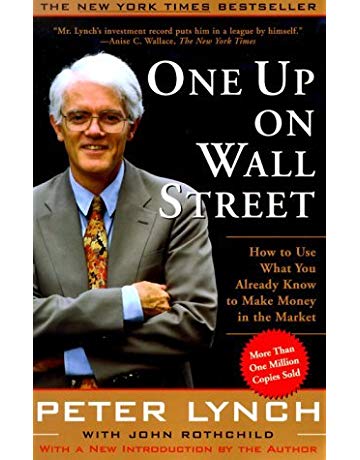 THE NEW YORK TIMES BESTSELLER
"Mr. Lynch's investment record puts him in a league by himself."
—Anise C. Wallace, The New York Times
ONE UP
ON
WALL
STREET
How to Use
What You
Already Know
to Make Money
in the Market
More Than
One Million
Copies Sold
PETER LYNCH
WITH JOHN ROTHCHILD
With a New Introduction by the Author